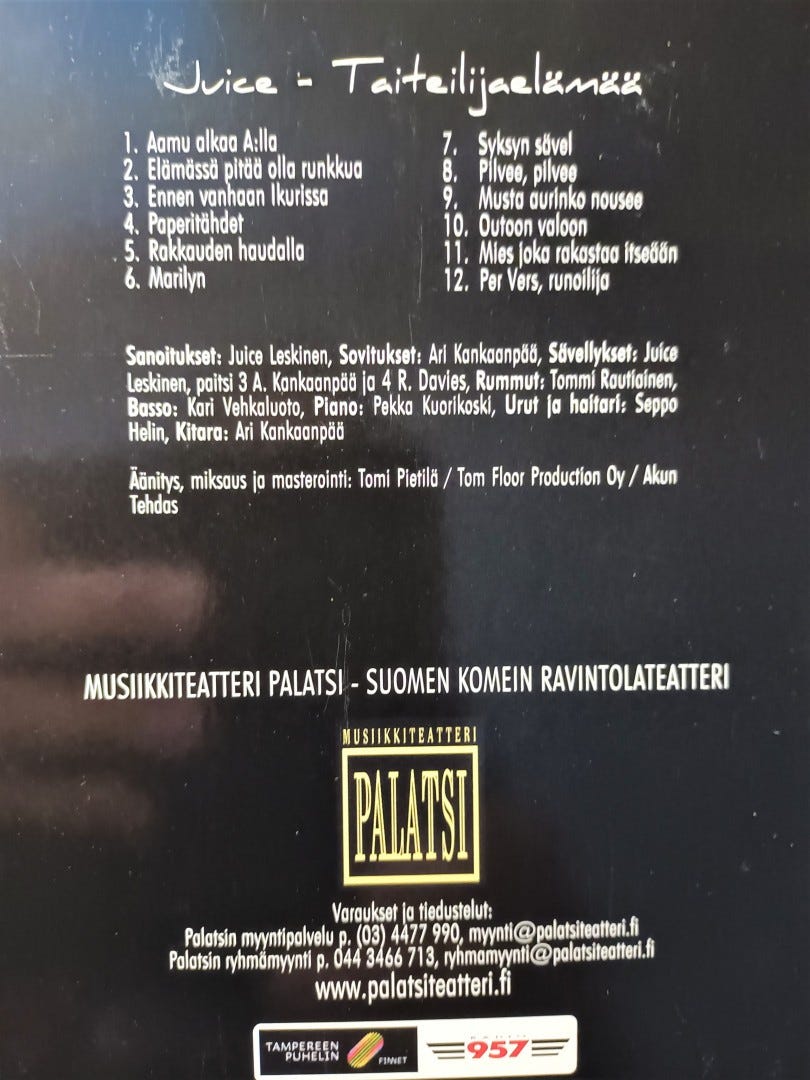 Juice - Taiteilijaelämää
1. Aamu alkaa A:lla
2. Elämässä pitää olla runkkua
3. Ennen vanhaan Ikurissa
4. Paperitähdet
5. Rakkauden haudalla
6. Marilyn
7. Syksyn sävel
8. Pilvee, pilvee
9. Musta aurinko nousee
10. Outoon valoon
11. Mies joka rakastaa itseään
12. Per Vers, runoilija
Sanoitukset: Juice Leskinen, Sovitukset: Ari Kankaanpää, Sävellykset: Juice
Leskinen, paitsi 3 A. Kankaanpää ja 4 R. Davies, Rummut: Tommi Rautiainen,
Basso: Kari Vehkaluoto, Piano: Pekka Kuorikoski, Urut ja haitari: Seppo
Helin, Kitara: Ari Kankaanpää
Äänitys, miksaus ja masterointi: Tomi Pietilä / Tom Floor Production Oy / Akun
Tehdas
MUSIIKKITEATTERI PALATSI - SUOMEN KOMEIN RAVINTOLATEATTERI
MUSIIKKITEATTERI
PALATSI
Varaukset ja tiedustelut:
Palatsin myyntipalvelu p. (03) 4477 990, myynti@palatsiteatteri.fi
Palatsin ryhmämyynti p. 044 3466 713, ryhmamyynti@palatsiteatteri.fi
www.palatsiteatteri.fi
TAMPEREEN
PUHELIN
FINNET
RADIO
957